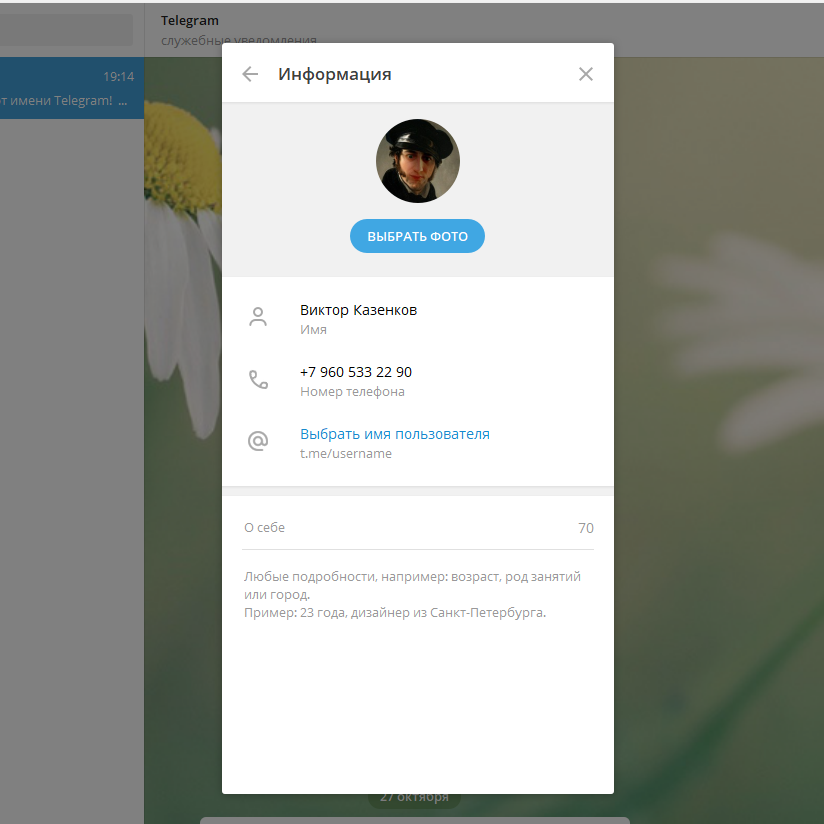 Telegram
служебные уведомления
19:14
от имени Telegram! ...
Информация
ВЫБРАТЬ ФОТО
Виктор Казенков
Имя
+7 960 533 22 90
Номер телефона
Выбрать имя пользователя
t.me/username
О себе 70
Любые подробности, например: возраст, род занятий
или город.
Пример: 23 года, дизайнер из Санкт-Петербурга.
27 октября